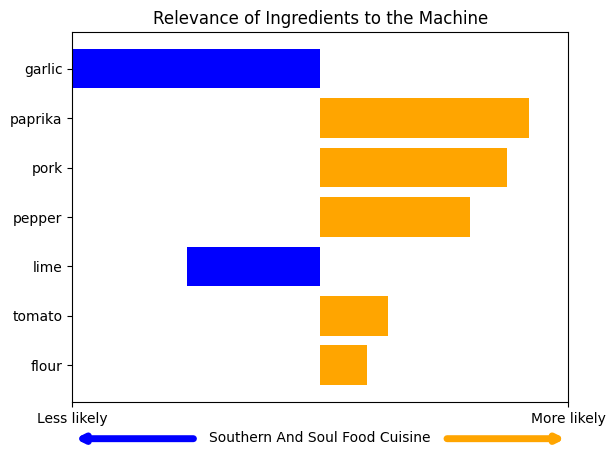 Relevance of Ingredients to the Machine
garlic
paprika
pork
pepper
lime
tomato
flour
Less likely
More likely
Southern And Soul Food Cuisine